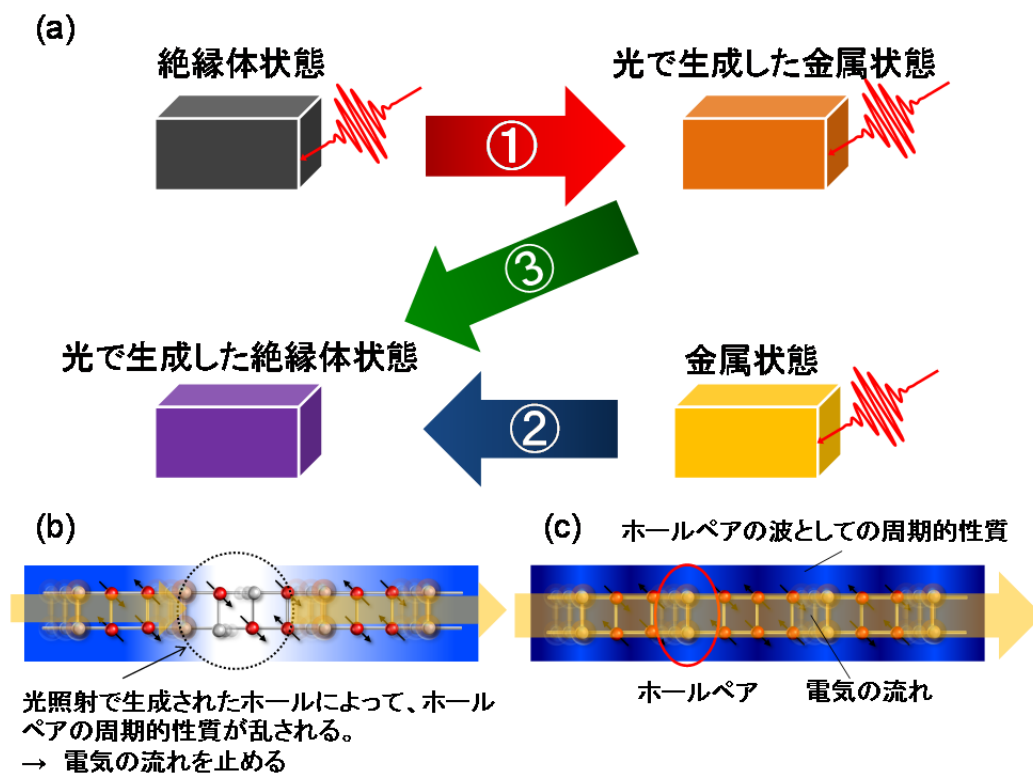 (a)
絶縁体状態
光で生成した金属状態
①
③
光で生成した絶縁体状態
金属状態
②
(b)
(c)
ホールペアの波としての周期的性質
光照射で生成されたホールによって、ホール
ペアの周期的性質が乱される。
→ 電気の流れを止める
ホールペア
電気の流れ